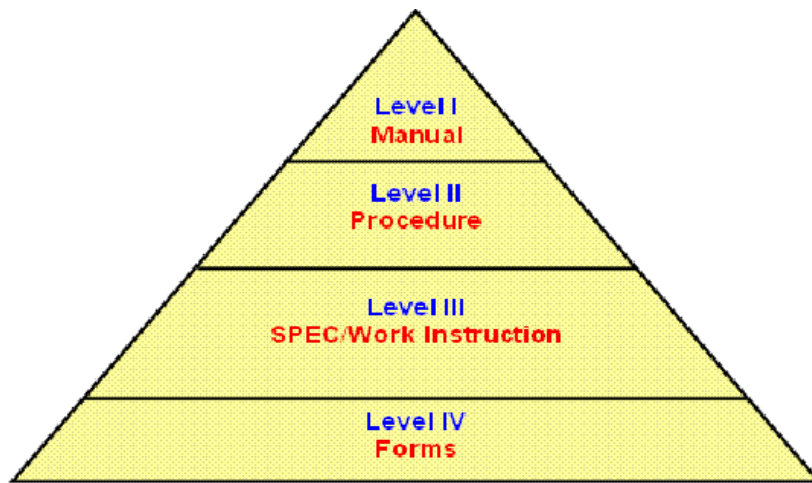 Level I
Manual
Level II
Procedure
Level III
SPEC/Work Instruction
Level IV
Forms